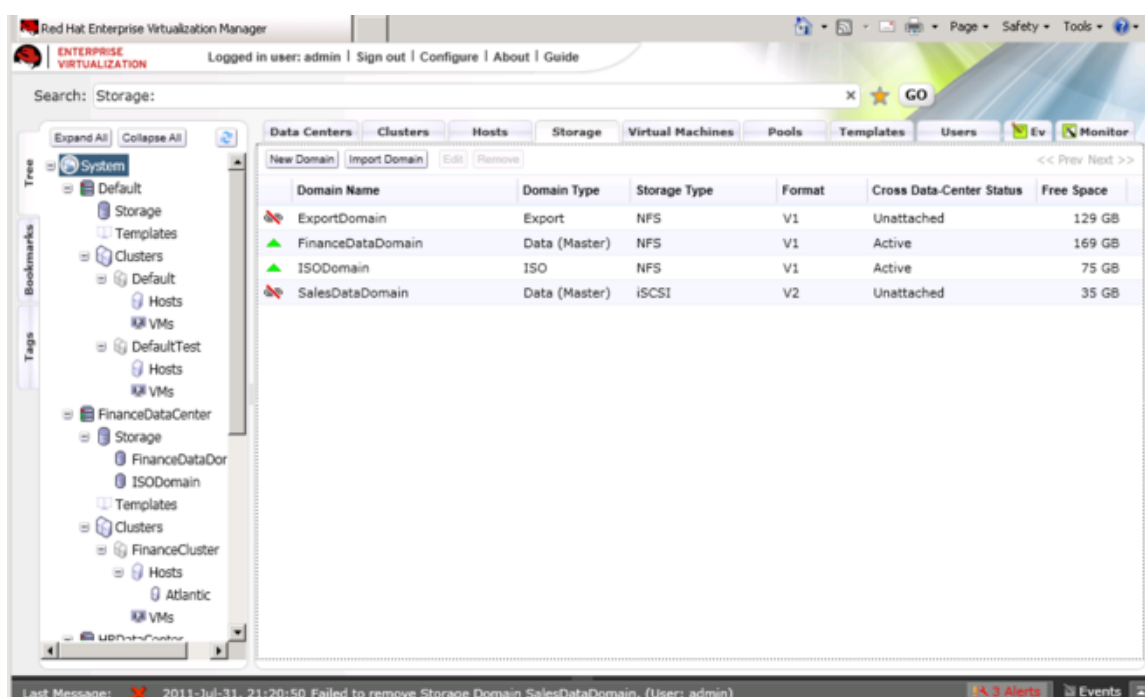 Red Hat Enterprise Virtualization Manager
Page Safety Tools
ENTERPRISE
VIRTUALIZATION
Logged in user: admin | Sign out | Configure | About | Guide
Search: Storage: x GO
Expand All Collapse All
Tree
Bookmarks
Tags
System
Default
Storage
Templates
Clusters
Default
Hosts
VMs
DefaultTest
Hosts
VMs
FinanceDataCenter
Storage
FinanceDataDor
ISODomain
Templates
Clusters
FinanceCluster
Hosts
Atlantic
VMs
HRDataCenter
Data Centers Clusters Hosts Storage Virtual Machines Pools Templates Users Ev Monitor
New Domain Import Domain Edit Remove << Prev Next >>
Domain Name Domain Type Storage Type Format Cross Data-Center Status Free Space
ExportDomain Export NFS V1 Unattached 129 GB
FinanceDataDomain Data (Master) NFS V1 Active 169 GB
ISODomain ISO NFS V1 Active 75 GB
SalesDataDomain Data (Master) iSCSI V2 Unattached 35 GB
Last Message: 2011-Jul-31, 21:20:50 Failed to remove Storage Domain SalesDataDomain. (User: admin) 3 Alerts Events